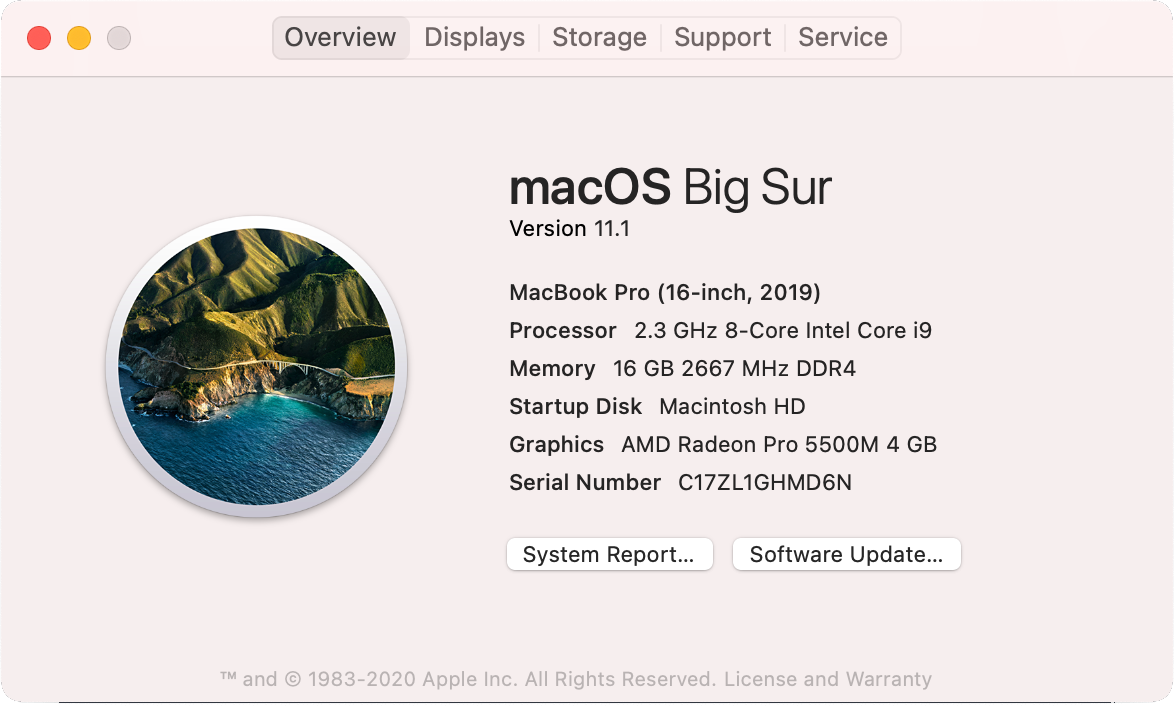 Overview Displays Storage Support Service
macOS Big Sur
Version 11.1
MacBook Pro (16-inch, 2019)
Processor 2.3 GHz 8-Core Intel Core i9
Memory 16 GB 2667 MHz DDR4
Startup Disk Macintosh HD
Graphics AMD Radeon Pro 5500M 4 GB
Serial Number C17ZL1GHMD6N
System Report... Software Update...
™ and © 1983-2020 Apple Inc. All Rights Reserved. License and Warranty